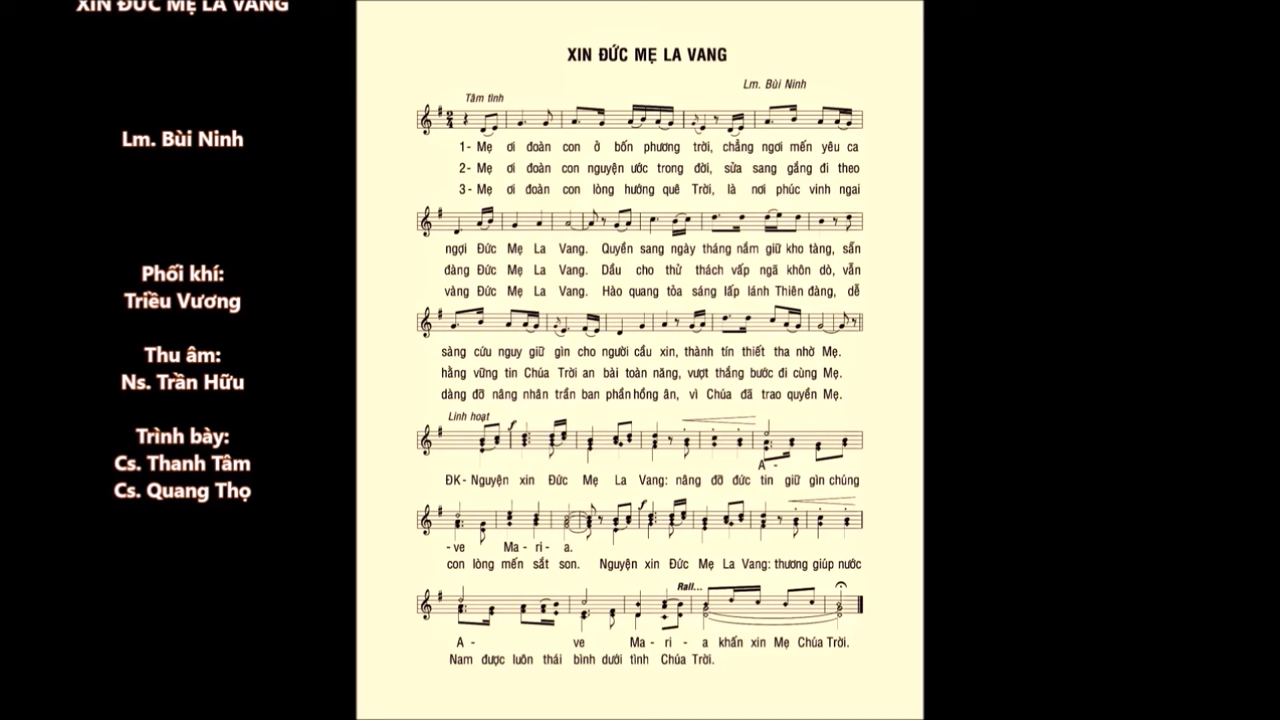 XIN ĐỨC MẸ LA VANG
Lm. Bùi Ninh
Phối khí:
Triều Vương
Thu âm:
Ns. Trần Hữu
Trình bày:
Cs. Thanh Tâm
Cs. Quang Thọ
XIN ĐỨC MẸ LA VANG
Lm. Bùi Ninh
Tâm tình
1- Mẹ ơi đoàn con ở bốn phương trời, chẳng ngơi mến yêu ca
2- Mẹ ơi đoàn con nguyện ước trong đời, sửa sang gắng đi theo
3- Mẹ ơi đoàn con lòng hướng quê Trời, là nơi phúc vinh ngai
ngợi Đức Mẹ La Vang. Quyền sang ngày tháng nắm giữ kho tàng, sẵn
đàng Đức Mẹ La Vang. Dẫu cho thử thách vấp ngã khôn dò, vẫn
vàng Đức Mẹ La Vang. Hào quang tỏa sáng lấp lánh Thiên đàng, dễ
sàng cứu nguy giữ gìn cho người cầu xin, thành tín thiết tha nhờ Mẹ.
hằng vững tin Chúa Trời an bài toàn năng, vượt thắng bước đi cùng Mẹ.
dàng đỡ nâng nhân trần ban phần hồng ân, vì Chúa đã trao quyền Mẹ.
Linh hoạt
f
A -
ĐK- Nguyện xin Đức Mẹ La Vang: nâng đỡ đức tin giữ gìn chúng
f
- ve Ma - ri - a.
con lòng mến sắt son. Nguyện xin Đức Mẹ La Vang: thương giúp nước
Rall...
A - ve Ma - ri - a khấn xin Mẹ Chúa Trời.
Nam được luôn thái bình dưới tình Chúa Trời.